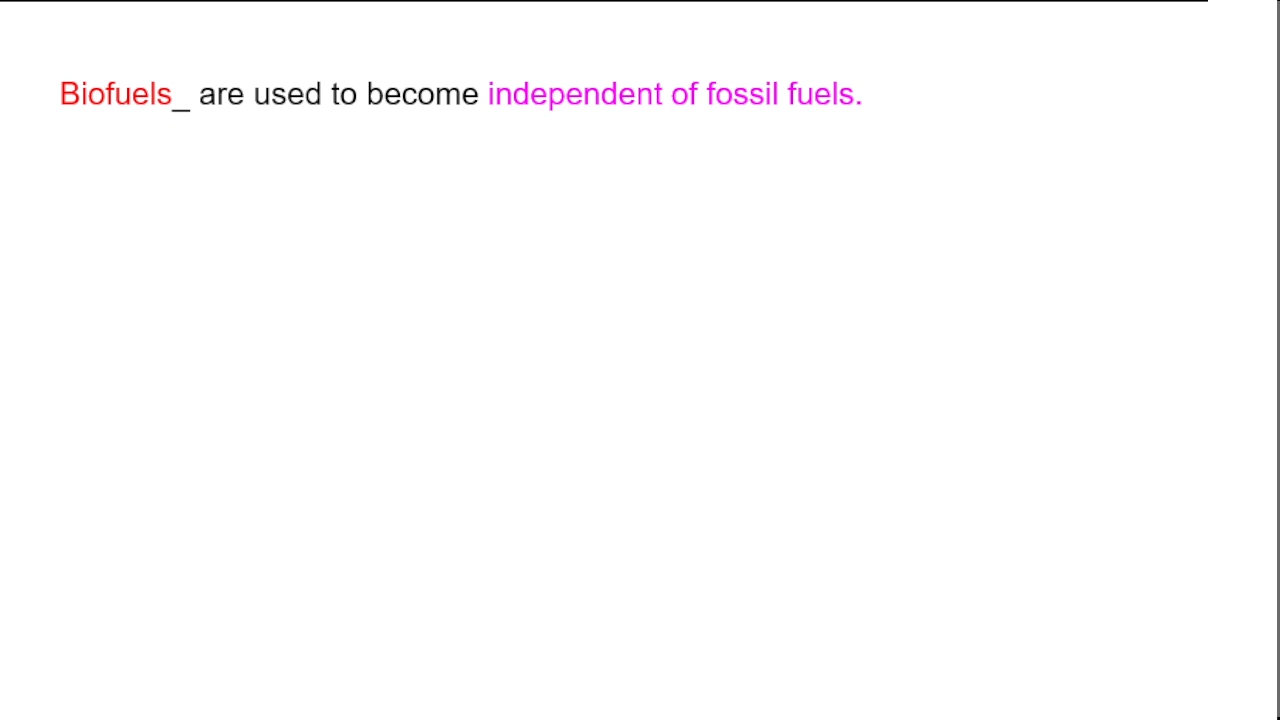 Biofuels_ are used to become independent of fossil fuels.